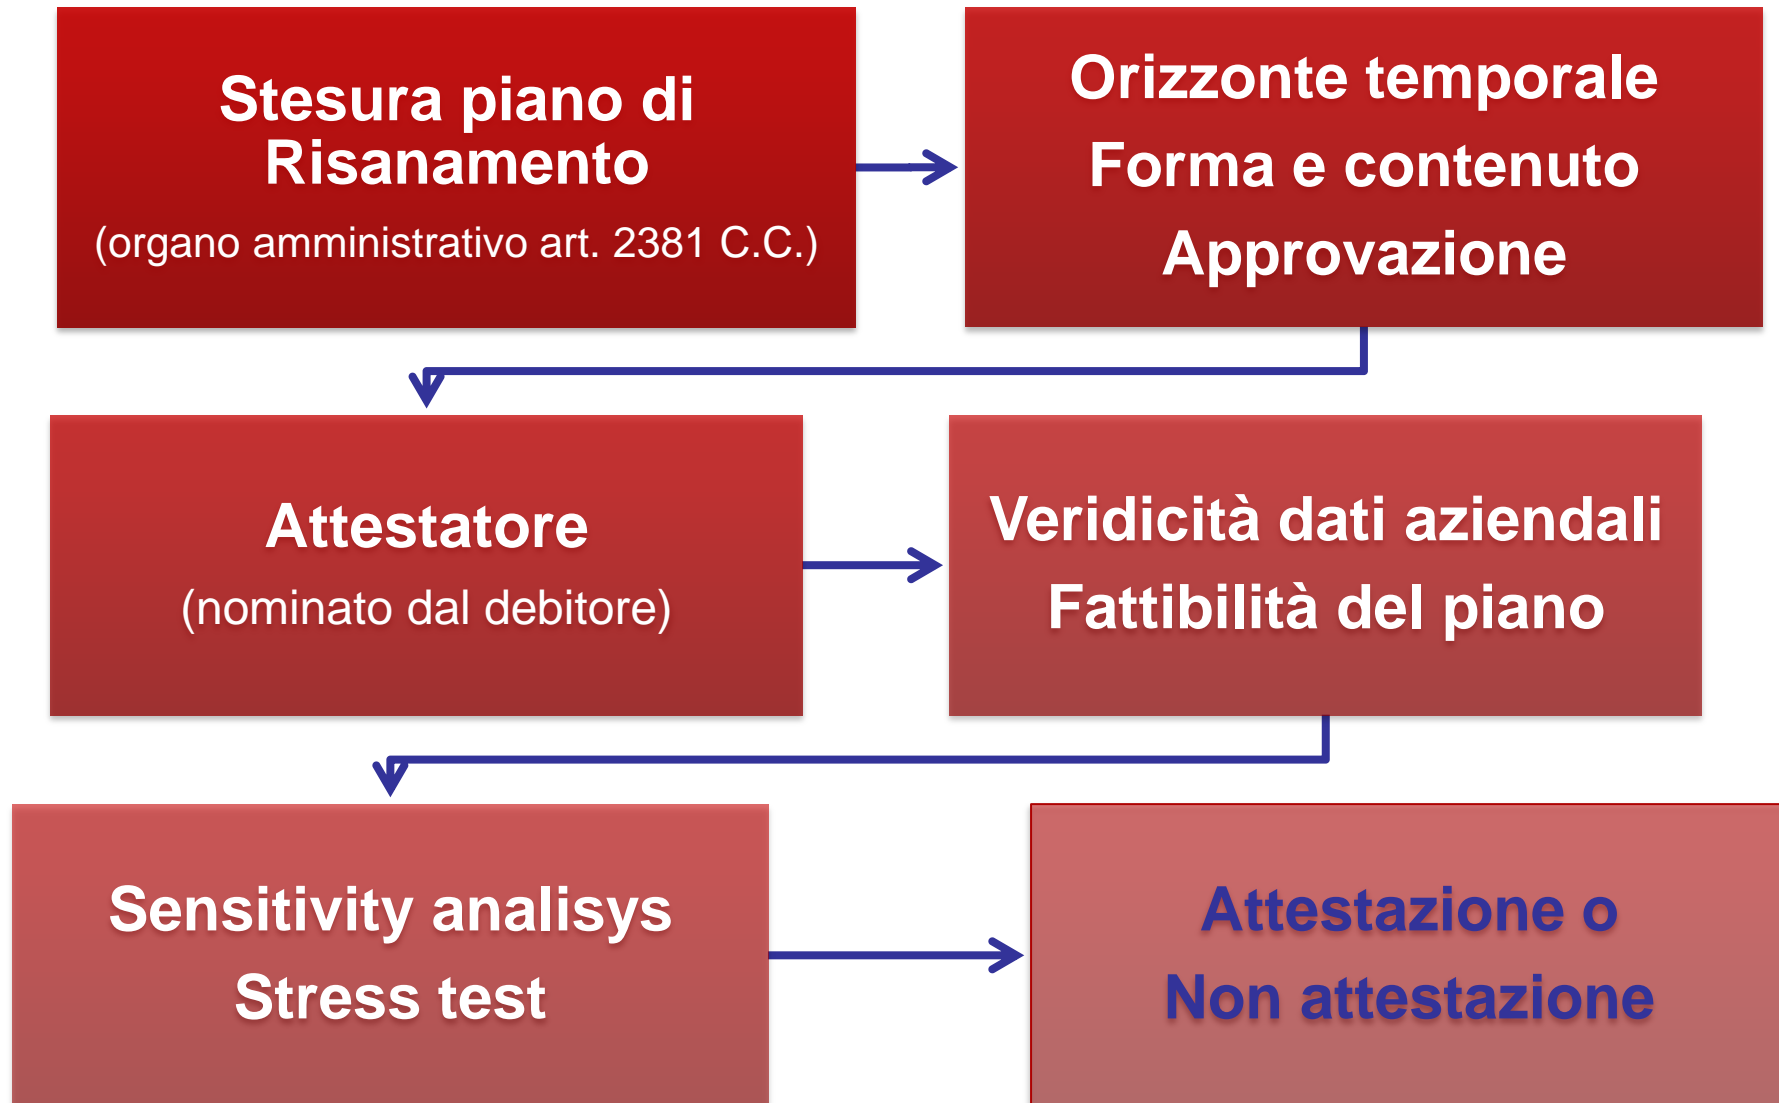 Stesura piano di
Risanamento
(organo amministrativo art. 2381 C.C.)
Orizzonte temporale
Forma e contenuto
Approvazione
Attestatore
(nominato dal debitore)
Veridicità dati aziendali
Fattibilità del piano
Sensitivity analisys
Stress test
Attestazione o
Non attestazione